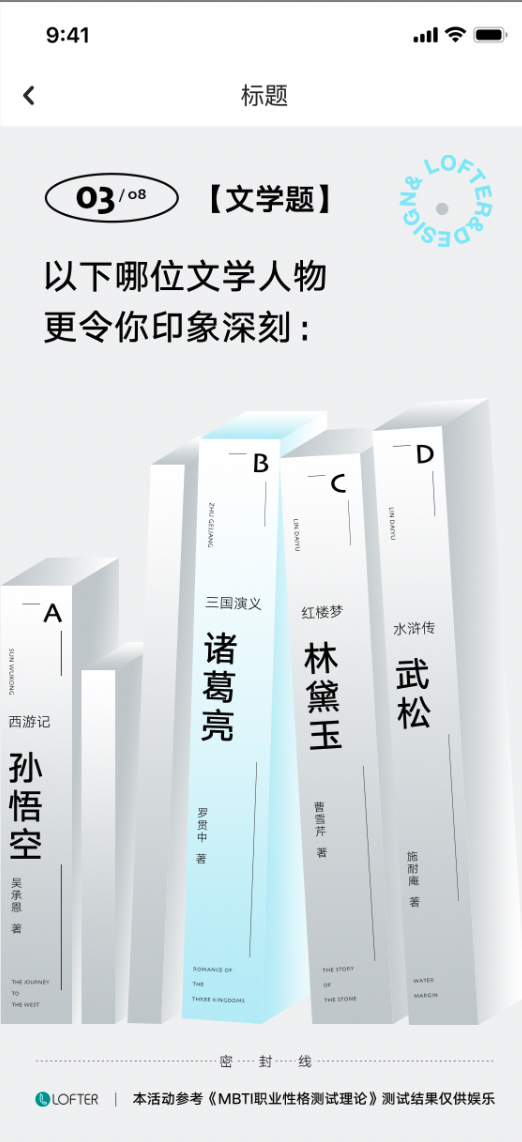 9:41
标题
03/08
【文学题】
LOFTER&DESIGN&
以下哪位文学人物
更令你印象深刻：
A
SUN WUKONG
西游记
孙悟空
吴承恩 著
THE JOURNEY
TO
THE WEST
B
ZHU GELIANG
三国演义
诸葛亮
罗贯中 著
ROMANCE OF
THE
THREE KINGDOMS
C
LIN DAIYU
红楼梦
林黛玉
曹雪芹 著
THE STORY
OF
THE STONE
D
LIN DAIYU
水浒传
武松
施耐庵 著
WATER
MARGIN
密 封 线
LOFTER | 本活动参考《MBTI职业性格测试理论》测试结果仅供娱乐